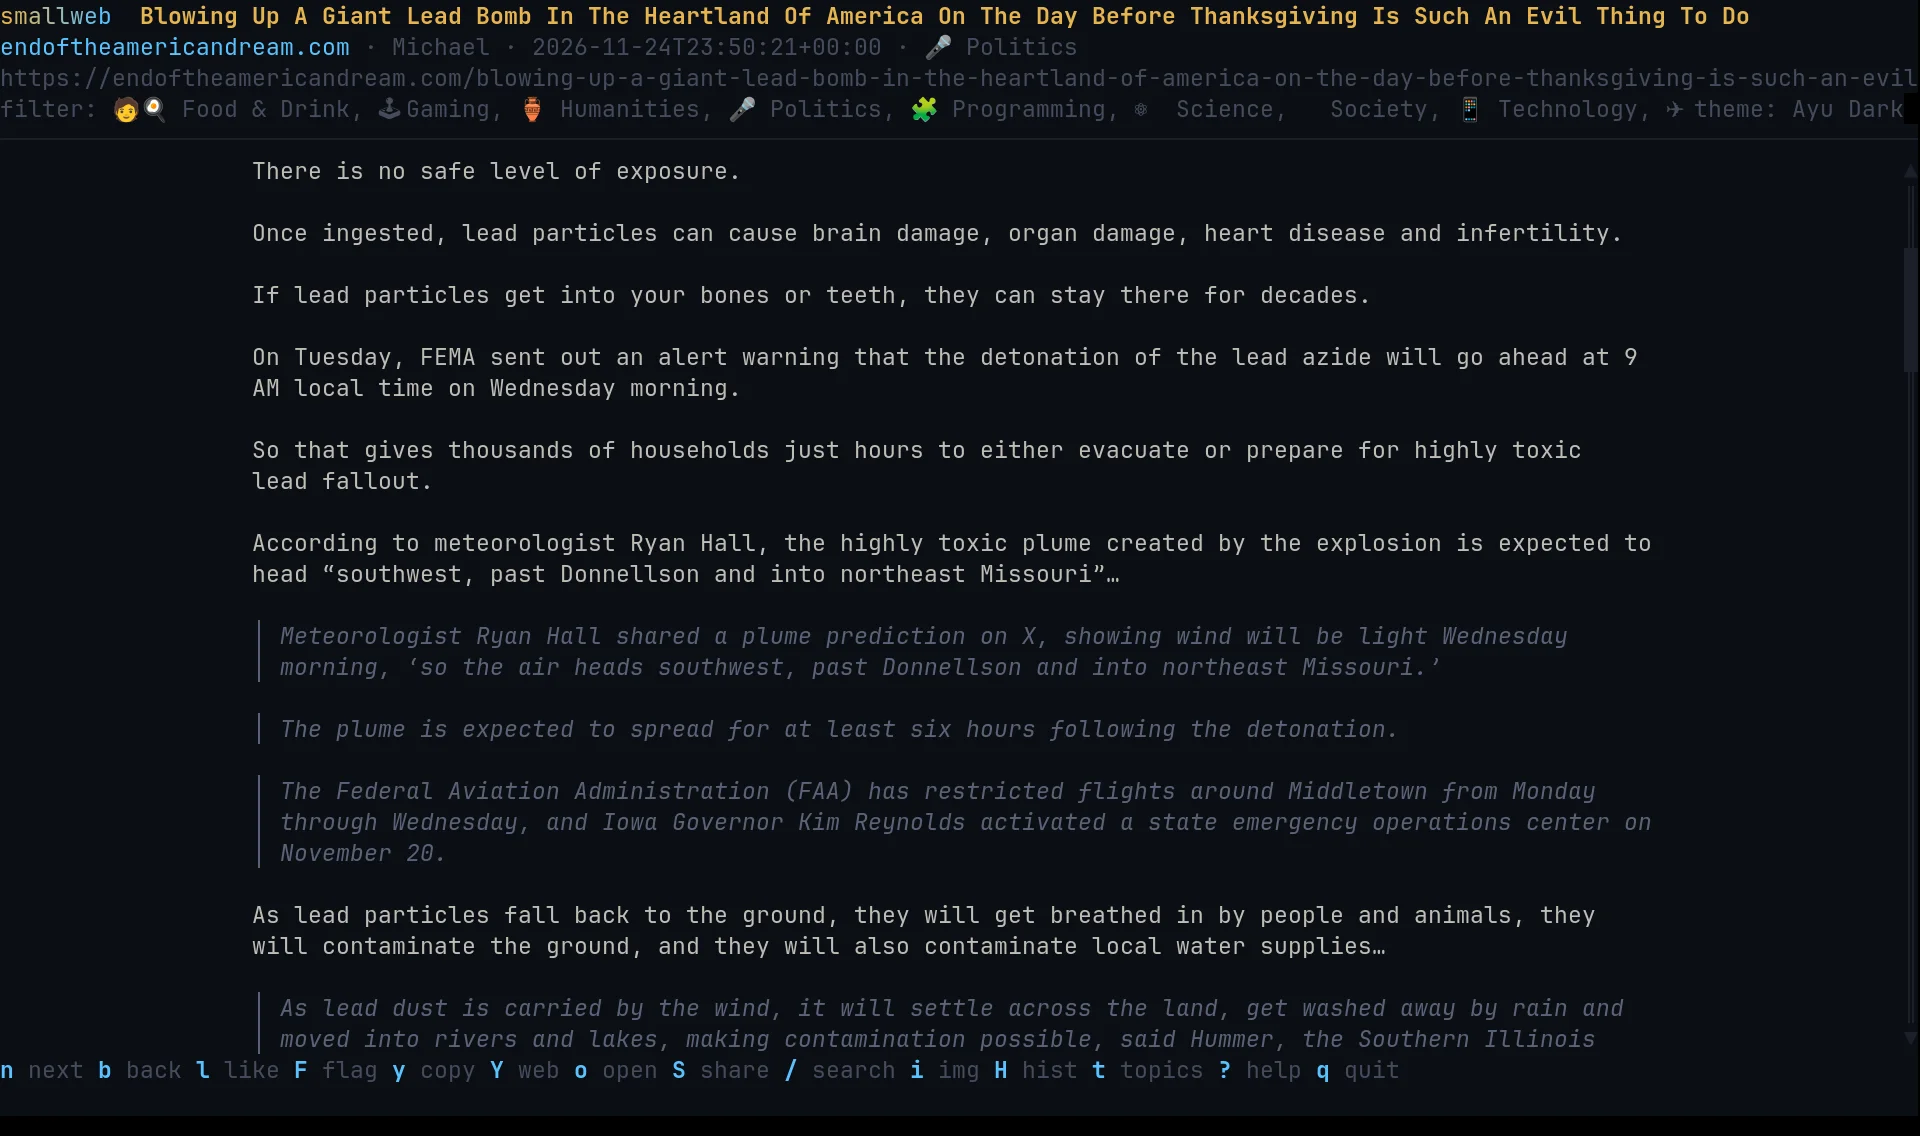 smallweb  Blowing Up A Giant Lead Bomb In The Heartland Of America On The Day Before Thanksgiving Is Such An Evil Thing To Do
endoftheamericandream.com · Michael · 2026-11-24T23:50:21+00:00 · 🎤 Politics
https://endoftheamericandream.com/blowing-up-a-giant-lead-bomb-in-the-heartland-of-america-on-the-day-before-thanksgiving-is-such-an-evil
filter: 🧑🍳 Food & Drink, 🕹 Gaming, 🏺 Humanities, 🎤 Politics, 🧩 Programming, ⚛ Science, Society, 📱 Technology, ✈ theme: Ayu Dark
There is no safe level of exposure.
Once ingested, lead particles can cause brain damage, organ damage, heart disease and infertility.
If lead particles get into your bones or teeth, they can stay there for decades.
On Tuesday, FEMA sent out an alert warning that the detonation of the lead azide will go ahead at 9
AM local time on Wednesday morning.
So that gives thousands of households just hours to either evacuate or prepare for highly toxic
lead fallout.
According to meteorologist Ryan Hall, the highly toxic plume created by the explosion is expected to
head “southwest, past Donnellson and into northeast Missouri”…
Meteorologist Ryan Hall shared a plume prediction on X, showing wind will be light Wednesday
morning, ‘so the air heads southwest, past Donnellson and into northeast Missouri.’
The plume is expected to spread for at least six hours following the detonation.
The Federal Aviation Administration (FAA) has restricted flights around Middletown from Monday
through Wednesday, and Iowa Governor Kim Reynolds activated a state emergency operations center on
November 20.
As lead particles fall back to the ground, they will get breathed in by people and animals, they
will contaminate the ground, and they will also contaminate local water supplies…
As lead dust is carried by the wind, it will settle across the land, get washed away by rain and
moved into rivers and lakes, making contamination possible, said Hummer, the Southern Illinois
n next b back l like F flag y copy Y web o open S share / search i img H hist t topics ? help q quit